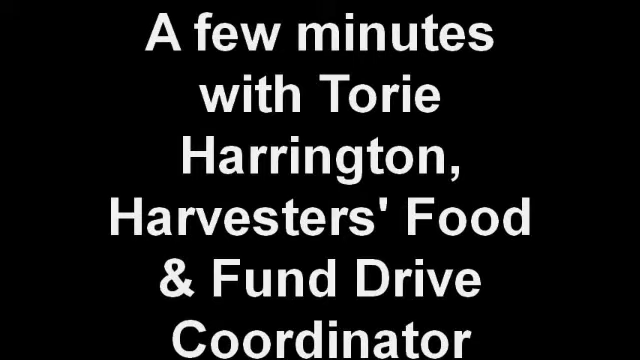 A few minutes
with Torie
Harrington,
Harvesters' Food
& Fund Drive
Coordinator